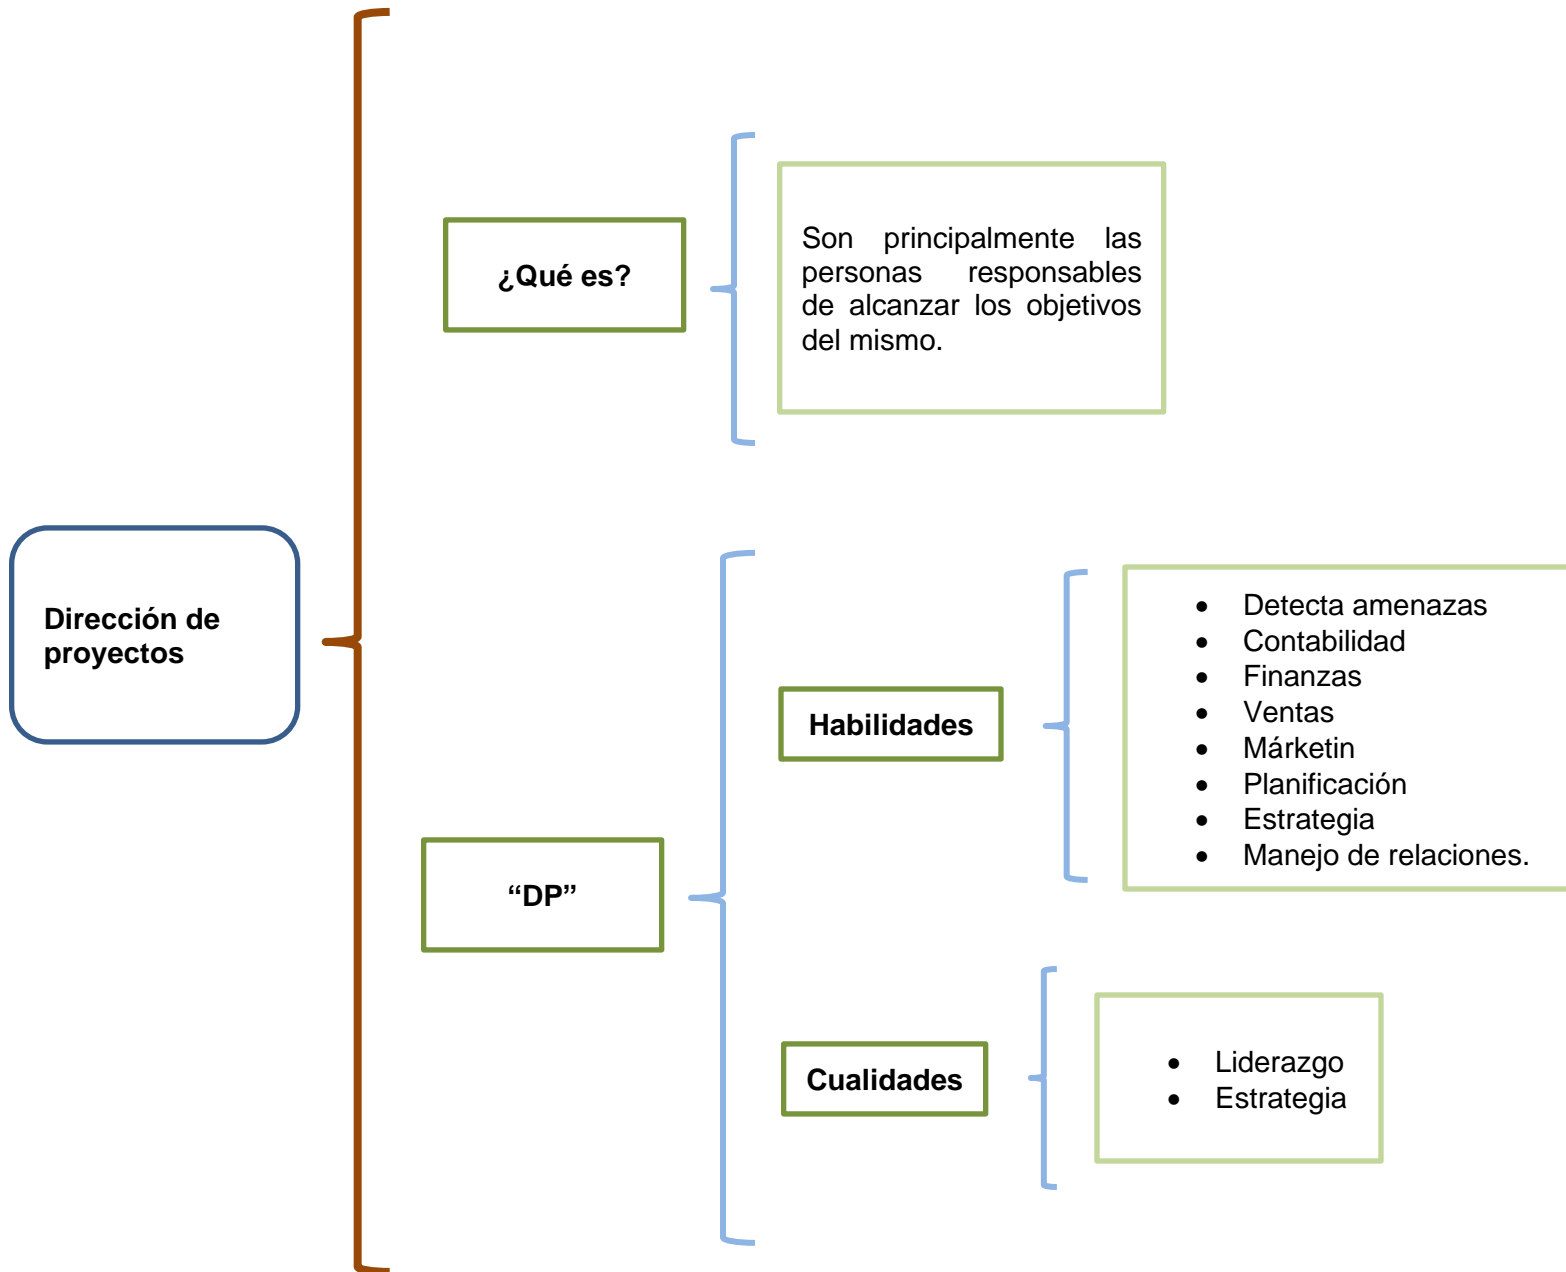 Dirección de
proyectos
¿Qué es?
Son principalmente las
personas responsables
de alcanzar los objetivos
del mismo.
“DP”
Habilidades
• Detecta amenazas
• Contabilidad
• Finanzas
• Ventas
• Márketin
• Planificación
• Estrategia
• Manejo de relaciones.
Cualidades
• Liderazgo
• Estrategia